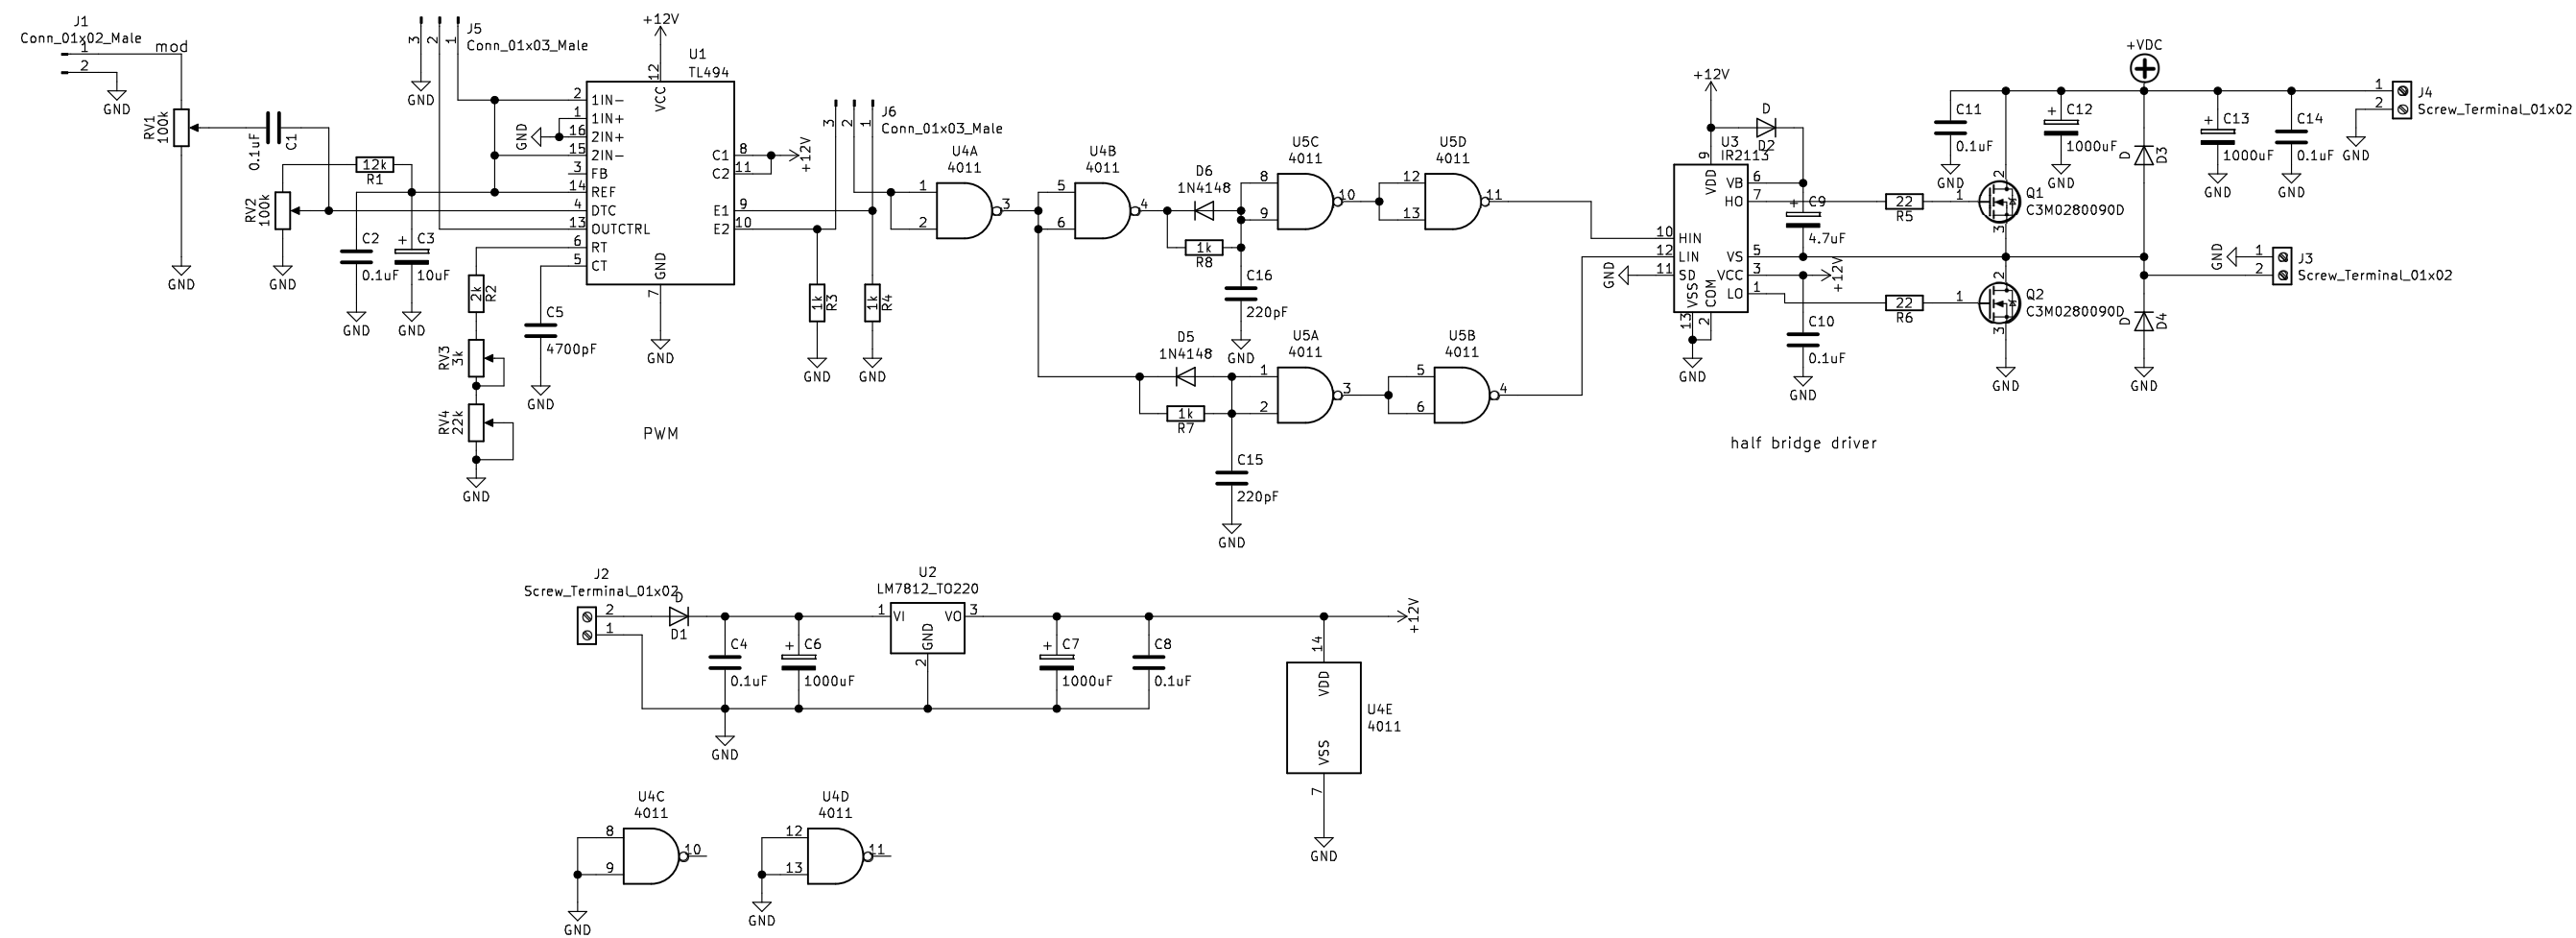 J1
Conn_01x02_Male
1
mod
2
GND
RV1
100k
GND
0.1uF
C1
RV2
100k
GND
12k
R1
C2
0.1uF
GND
C3
+
10uF
GND
3
2
1
J5
Conn_01x03_Male
GND
+12V
U1
TL494
12
VCC
2
1IN-
1
1IN+
GND
16
2IN+
15
2IN-
3
FB
14
REF
4
DTC
13
OUTCTRL
6
RT
5
CT
C1
8
+12V
C2
11
E1
9
E2
10
GND
7
GND
2k
R2
RV3
3k
RV4
22k
GND
C5
4700pF
GND
PWM
3
2
1
J6
Conn_01x03_Male
1k
R3
GND
1k
R4
GND
U4A
4011
1
2
3
U4B
4011
5
6
4
D6
1N4148
1k
R8
C16
220pF
GND
U5C
4011
8
9
10
U5D
4011
12
13
11
D5
1N4148
1k
R7
C15
220pF
GND
U5A
4011
1
2
3
U5B
4011
5
6
4
+12V
D
D2
U3
IR2113
9
VDD
VB
6
HO
7
10
HIN
12
LIN
GND
11
SD
VS
5
VCC
3
+12V
LO
1
VSS
COM
13
2
GND
+
C9
4.7uF
C10
0.1uF
GND
22
R5
22
R6
half bridge driver
C11
0.1uF
GND
+
C12
1000uF
GND
1
2
3
Q1
C3M0280090D
1
2
3
Q2
C3M0280090D
GND
+VDC
D
D3
D
D4
GND
+
C13
1000uF
GND
C14
0.1uF
GND
1
J4
2
Screw_Terminal_01x02
GND
GND
1
J3
2
Screw_Terminal_01x02
J2
Screw_Terminal_01x02
2
1
D
D1
C4
0.1uF
GND
+
C6
1000uF
U2
LM7812_TO220
1
VI
VO
3
GND
2
+
C7
1000uF
C8
0.1uF
+12V
14
VDD
U4E
4011
VSS
7
GND
U4C
4011
8
9
10
GND
U4D
4011
12
13
11
GND